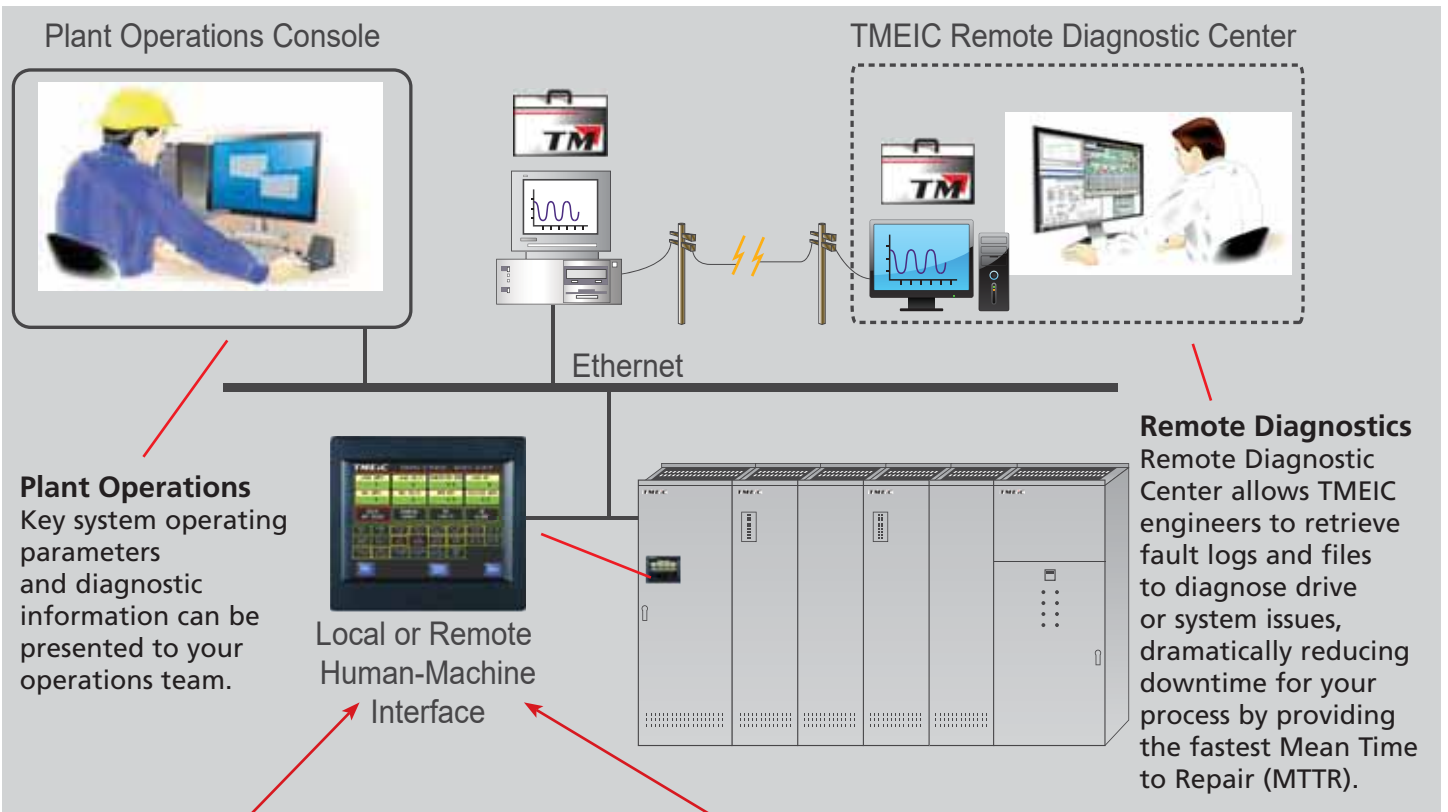 Plant Operations Console
TMEIC Remote Diagnostic Center
TM
TM
Ethernet
Plant Operations
Key system operating
parameters
and diagnostic
information can be
presented to your
operations team.
TMEIC
Local or Remote
Human-Machine
Interface
TMEIC
TMEIC
TMEIC
TMEIC
Remote Diagnostics
Remote Diagnostic
Center allows TMEIC
engineers to retrieve
fault logs and files
to diagnose drive
or system issues,
dramatically reducing
downtime for your
process by providing
the fastest Mean Time
to Repair (MTTR).